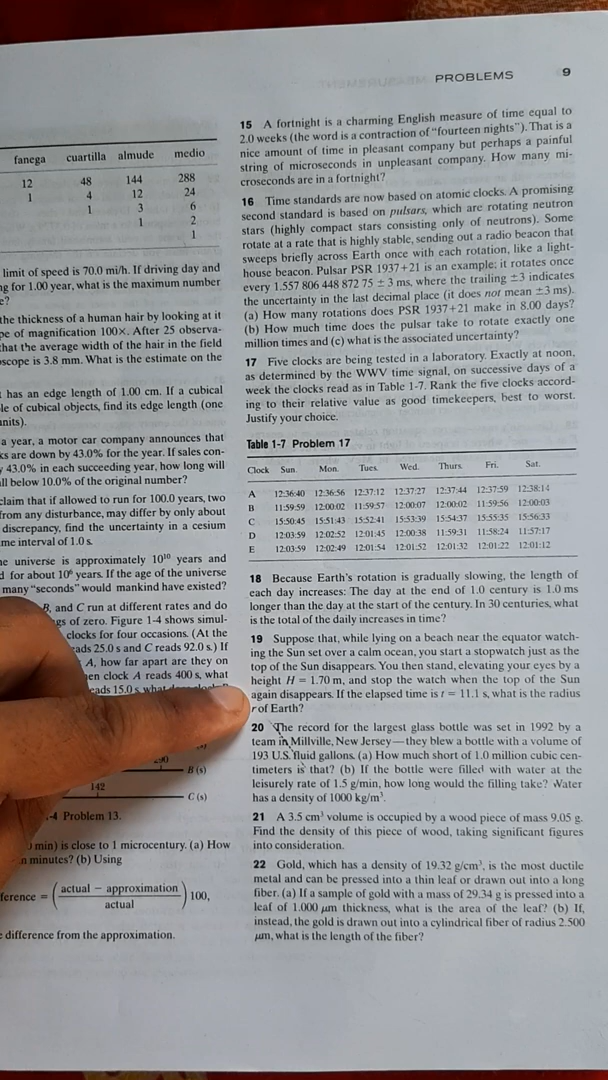 PROBLEMS 9
fanega cuartilla almude medio
12 48 144 288
1 4 12 24
1 3 6
1 2
1
limit of speed is 70.0 mi/h. If driving day and
for 1.00 year, what is the maximum number
the thickness of a human hair by looking at it
of magnification 100×. After 25 observa-
that the average width of the hair in the field
scope is 3.8 mm. What is the estimate on the
has an edge length of 1.00 cm. If a cubical
of cubical objects, find its edge length (one
a year, a motor car company announces that
are down by 43.0% for the year. If sales con-
43.0% in each succeeding year, how long will
below 10.0% of the original number?
claim that if allowed to run for 100.0 years, two
from any disturbance, may differ by only about
discrepancy, find the uncertainty in a cesium
interval of 1.0 s.
universe is approximately 10¹⁰ years and
for about 10⁶ years. If the age of the universe
many “seconds” would mankind have existed?
B, and C run at different rates and do
of zero. Figure 1-4 shows simul-
clocks for four occasions. (At the
25.0 s and C reads 92.0 s.) If
A, how far apart are they on
clock A reads 400 s, what
15.0 s, what
B (s)
142
C (s)
Problem 13.
min) is close to 1 microcentury. (a) How
minutes? (b) Using
= (actual − approximation
actual) 100,
difference from the approximation.
15 A fortnight is a charming English measure of time equal to
2.0 weeks (the word is a contraction of “fourteen nights”). That is a
nice amount of time in pleasant company but perhaps a painful
string of microseconds in unpleasant company. How many mi-
croseconds are in a fortnight?
16 Time standards are now based on atomic clocks. A promising
second standard is based on pulsars, which are rotating neutron
stars (highly compact stars consisting only of neutrons). Some
rotate at a rate that is highly stable, sending out a radio beacon that
sweeps briefly across Earth once with each rotation, like a light-
house beacon. Pulsar PSR 1937+21 is an example; it rotates once
every 1.557 806 448 872 75 ± 3 ms, where the trailing ±3 indicates
the uncertainty in the last decimal place (it does not mean ±3 ms).
(a) How many rotations does PSR 1937+21 make in 8.00 days?
(b) How much time does the pulsar take to rotate exactly one
million times and (c) what is the associated uncertainty?
17 Five clocks are being tested in a laboratory. Exactly at noon,
as determined by the WWV time signal, on successive days of a
week the clocks read as in Table 1-7. Rank the five clocks accord-
ing to their relative value as good timekeepers, best to worst.
Justify your choice.
Table 1-7 Problem 17
Clock Sun. Mon. Tues. Wed. Thurs. Fri. Sat.
A 12:36:40 12:36:56 12:37:12 12:37:27 12:37:44 12:37:59 12:38:14
B 11:59:59 12:00:02 11:59:57 12:00:07 12:00:02 11:59:56 12:00:03
C 15:50:45 15:51:43 15:52:41 15:53:39 15:54:37 15:55:35 15:56:33
D 12:03:59 12:02:52 12:01:45 12:00:38 11:59:31 11:58:24 11:57:17
E 12:03:59 12:02:49 12:01:54 12:01:52 12:01:32 12:01:22 12:01:12
18 Because Earth’s rotation is gradually slowing, the length of
each day increases: The day at the end of 1.0 century is 1.0 ms
longer than the day at the start of the century. In 30 centuries, what
is the total of the daily increases in time?
19 Suppose that, while lying on a beach near the equator watch-
ing the Sun set over a calm ocean, you start a stopwatch just as the
top of the Sun disappears. You then stand, elevating your eyes by a
height H = 1.70 m, and stop the watch when the top of the Sun
again disappears. If the elapsed time is t = 11.1 s, what is the radius
r of Earth?
20 The record for the largest glass bottle was set in 1992 by a
team in Millville, New Jersey—they blew a bottle with a volume of
193 U.S. fluid gallons. (a) How much short of 1.0 million cubic cen-
timeters is that? (b) If the bottle were filled with water at the
leisurely rate of 1.5 g/min, how long would the filling take? Water
has a density of 1000 kg/m³.
21 A 3.5 cm³ volume is occupied by a wood piece of mass 9.05 g.
Find the density of this piece of wood, taking significant figures
into consideration.
22 Gold, which has a density of 19.32 g/cm³, is the most ductile
metal and can be pressed into a thin leaf or drawn out into a long
fiber. (a) If a sample of gold with a mass of 29.34 g is pressed into a
leaf of 1.000 μm thickness, what is the area of the leaf? (b) If,
instead, the gold is drawn out into a cylindrical fiber of radius 2.500
μm, what is the length of the fiber?